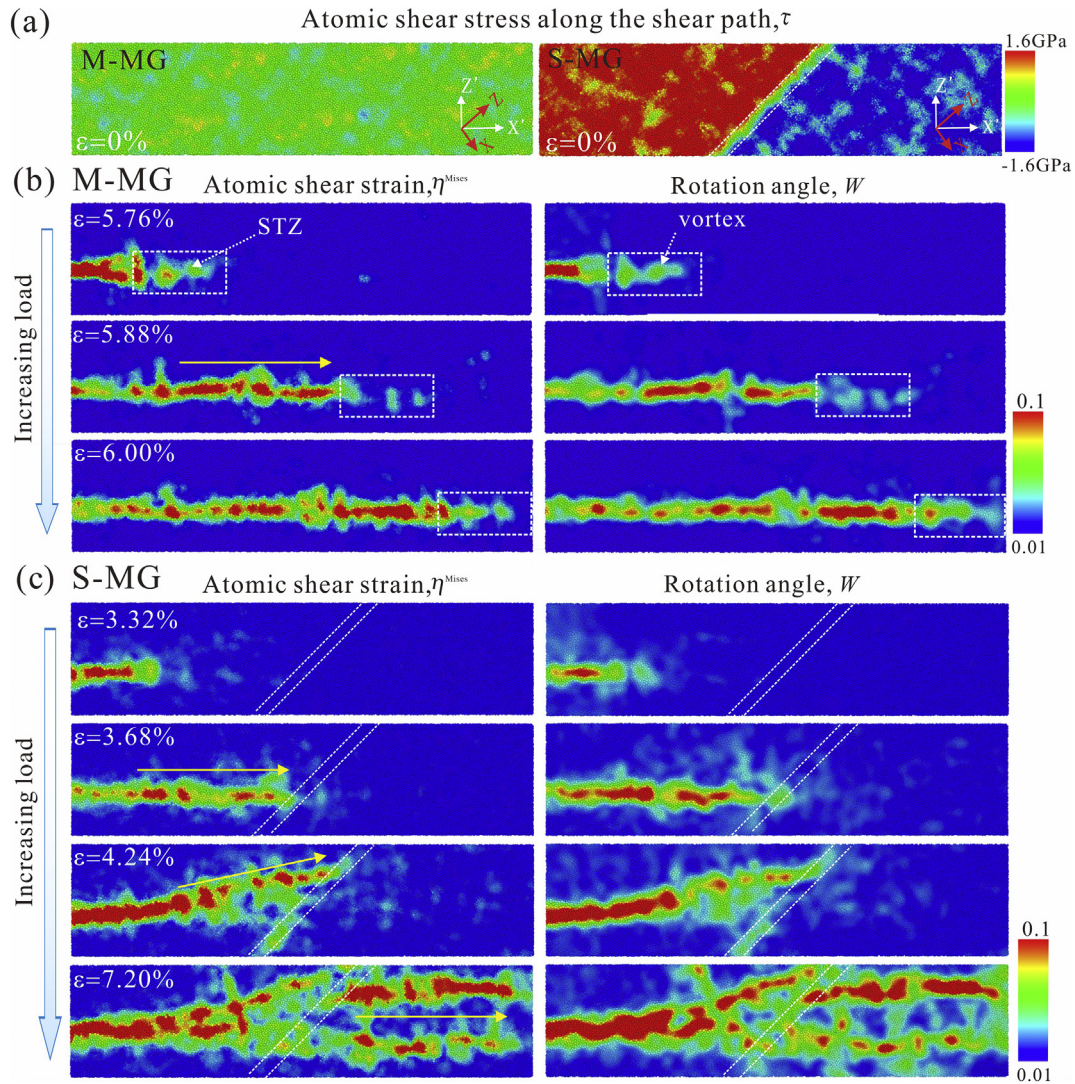 (a) Atomic shear stress along the shear path,τ
M-MG
S-MG
1.6GPa
Z'
Z
X'
X
ε=0%
Z'
Z
X'
X
ε=0%
-1.6GPa
(b) M-MG Atomic shear strain,η^Mises Rotation angle, W
Increasing load
ε=5.76%
STZ
vortex
ε=5.88%
ε=6.00%
0.1
0.01
(c) S-MG Atomic shear strain,η^Mises Rotation angle, W
Increasing load
ε=3.32%
ε=3.68%
ε=4.24%
ε=7.20%
0.1
0.01